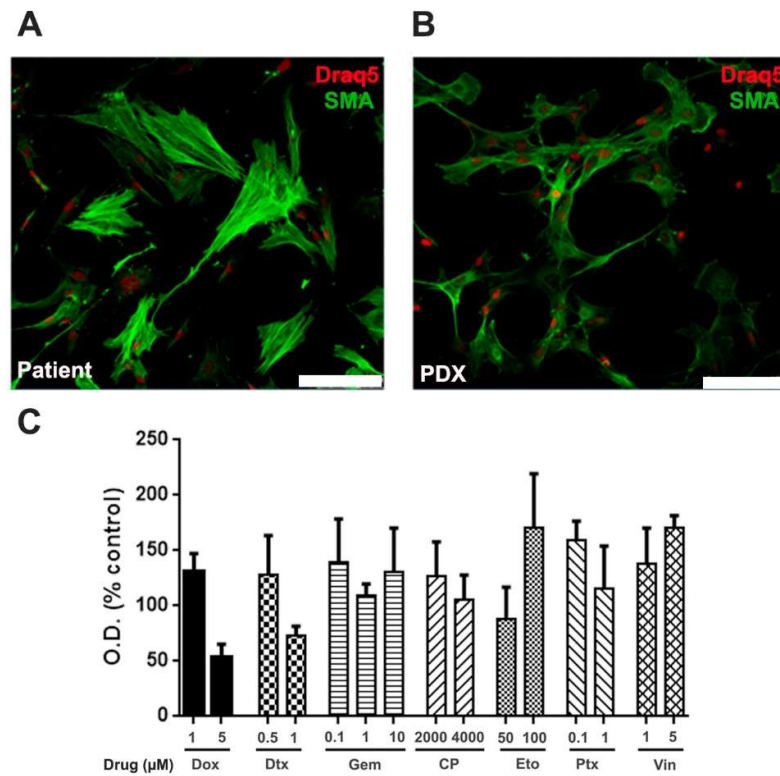 A
B
Draq5
SMA
Patient
Draq5
SMA
PDX
C
O.D. (% control)
250
200
150
100
50
0
1 5 0.5 1 0.1 1 10 2000 4000 50 100 0.1 1 1 5
Drug (µM) Dox Dtx Gem CP Eto Ptx Vin